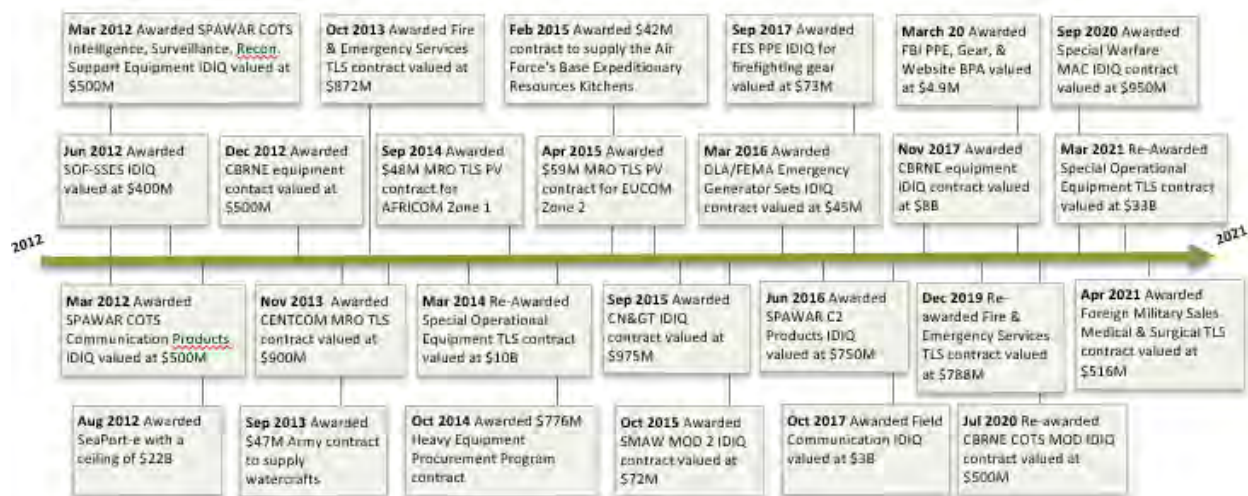 Mar 2012 Awarded SPAWAR COTS
Intelligence, Surveillance, Recon.
Support Equipment IDIQ valued at
$500M
Oct 2013 Awarded Fire
& Emergency Services
TLS contract valued at
$872M
Feb 2015 Awarded $42M
contract to supply the Air
Force's Base Expeditionary
Resources Kitchens
Sep 2017 Awarded
FES PPE IDIQ for
firefighting gear
valued at $73M
March 20 Awarded
FBI PPE, Gear, &
Website BPA valued
at $4.9M
Sep 2020 Awarded
Special Warfare
MAC IDIQ contract
valued at $950M
Jun 2012 Awarded
SOF-SSES IDIQ
valued at $400M
Dec 2012 Awarded
CBRNE equipment
contact valued at
$500M
Sep 2014 Awarded
$48M MRO TLS PV
contract for
AFRICOM Zone 1
Apr 2015 Awarded
$59M MRO TLS PV
contract for EUCOM
Zone 2
Mar 2016 Awarded
DLA/FEMA Emergency
Generator Sets IDIQ
contract valued at $45M
Nov 2017 Awarded
CBRNE equipment
IDIQ contract valued
at $8B
Mar 2021 Re-Awarded
Special Operational
Equipment TLS contract
valued at $33B
2012
2021
Mar 2012 Awarded
SPAWAR COTS
Communication Products
IDIQ valued at $500M
Nov 2013 Awarded
CENTCOM MRO TLS
contract valued at
$900M
Mar 2014 Re-Awarded
Special Operational
Equipment TLS contract
valued at $10B
Sep 2015 Awarded
CN&GT IDIQ
contract valued at
$975M
Jun 2016 Awarded
SPAWAR C2
Products IDIQ
valued at $750M
Dec 2019 Re-
awarded Fire &
Emergency Services
TLS contract valued
at $788M
Apr 2021 Awarded
Foreign Military Sales
Medical & Surgical TLS
contract valued at
$516M
Aug 2012 Awarded
SeaPort-e with a
ceiling of $22B
Sep 2013 Awarded
$47M Army contract
to supply
watercrafts
Oct 2014 Awarded $776M
Heavy Equipment
Procurement Program
contract
Oct 2015 Awarded
SMAW MOD 2 IDIQ
contract valued at
$72M
Oct 2017 Awarded Field
Communication IDIQ
valued at $3B
Jul 2020 Re-awarded
CBRNE COTS MOD IDIQ
contract valued at
$500M